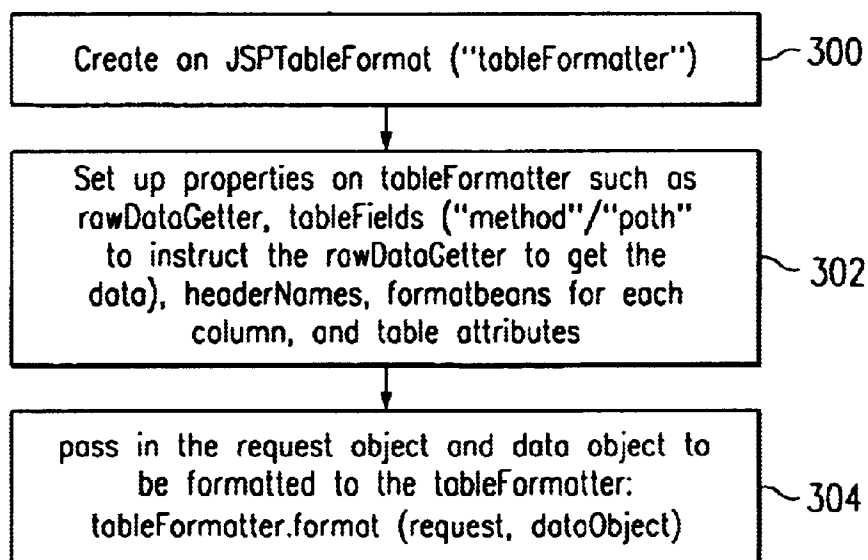 Create an JSPTableFormat ("tableFormatter")
300
Set up properties on tableFormatter such as
rawDataGetter, tableFields ("method"/"path"
to instruct the rawDataGetter to get the
data), headerNames, formatbeans for each
column, and table attributes
302
pass in the request object and data object to
be formatted to the tableFormatter:
tableFormatter.format (request, dataObject)
304